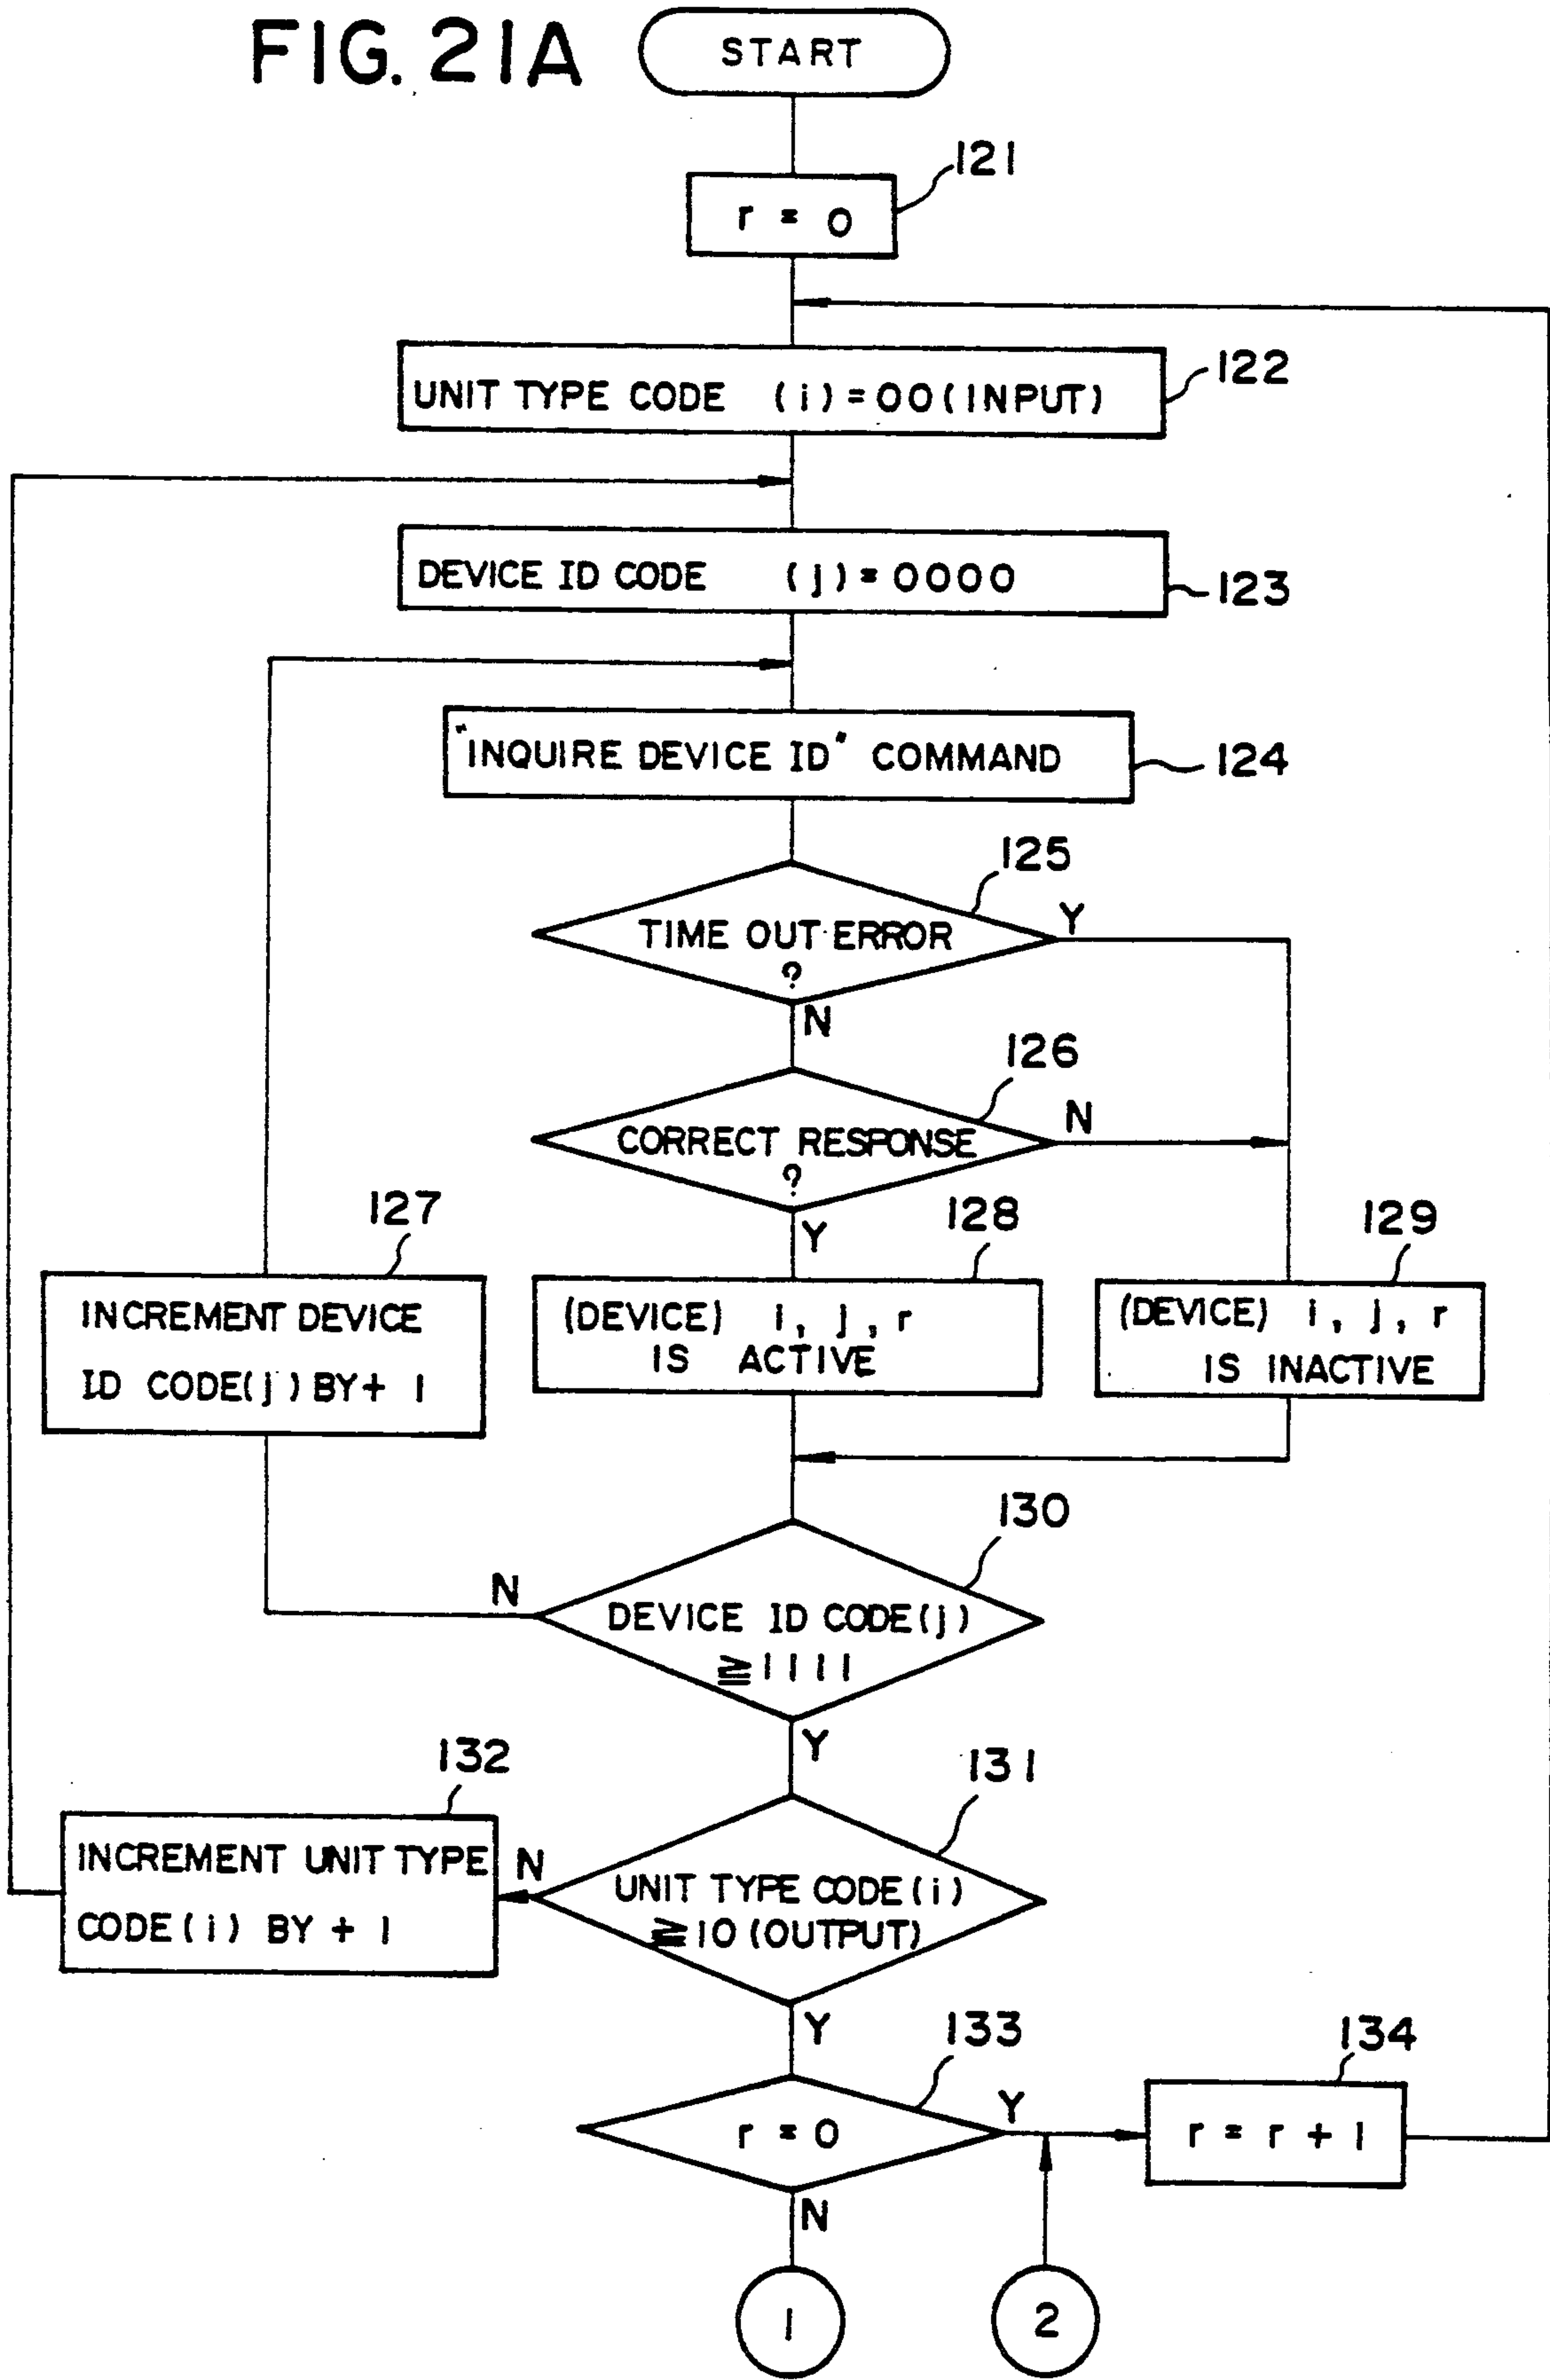 FIG. 21A
START
121
r = 0
122
UNIT TYPE CODE (i)=00(INPUT)
DEVICE ID CODE (j)=0000
123
"INQUIRE DEVICE ID" COMMAND
124
125
TIME OUT ERROR
?
Y
N
126
CORRECT RESPONSE
?
N
Y
127
INCREMENT DEVICE
ID CODE(j) BY + 1
128
(DEVICE) i, j, r
IS ACTIVE
129
(DEVICE) i, j, r
IS INACTIVE
130
DEVICE ID CODE(j)
≧1111
N
Y
131
UNIT TYPE CODE(i)
≧10(OUTPUT)
N
Y
132
INCREMENT UNIT TYPE
CODE(i) BY + 1
133
r = 0
Y
N
134
r = r + 1
1
2